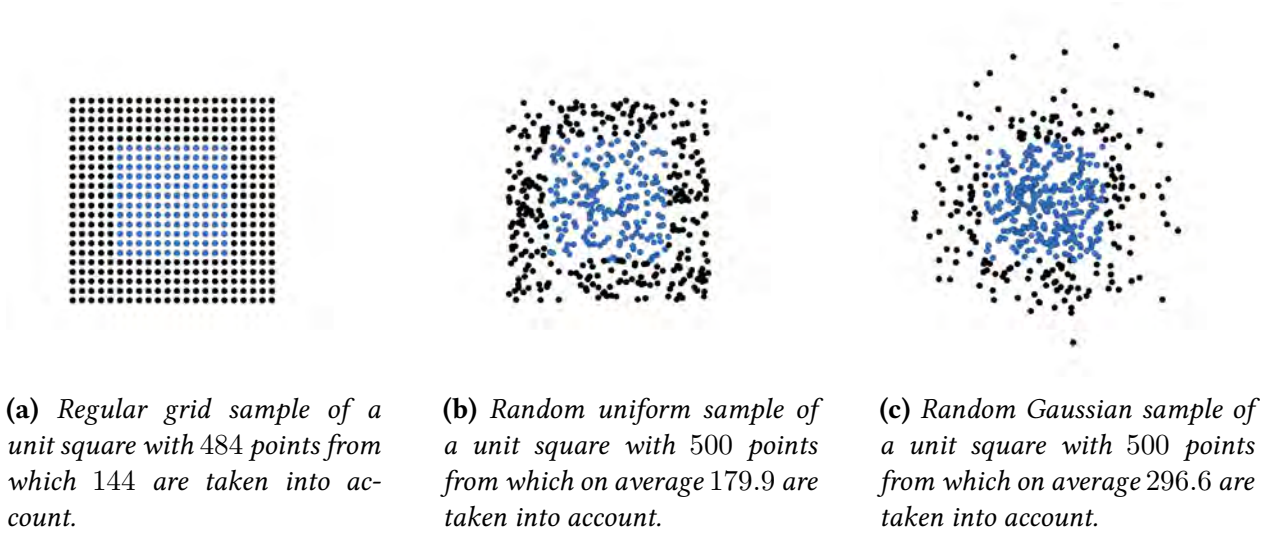 (a) Regular grid sample of a
unit square with 484 points from
which 144 are taken into ac-
count.
(b) Random uniform sample of
a unit square with 500 points
from which on average 179.9 are
taken into account.
(c) Random Gaussian sample of
a unit square with 500 points
from which on average 296.6 are
taken into account.